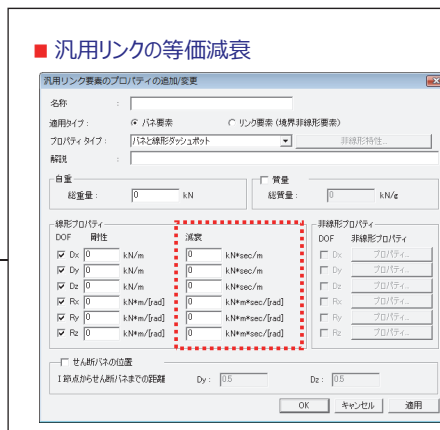 ■ 汎用リンクの等価減衰
汎用リンク要素のプロパティの追加/変更
名称 :
適用タイプ : バネ要素 リンク要素 (境界非線形要素)
プロパティ タイプ : バネと線形ダッシュポット 非線形特性...
解説 :
自重 質量
総重量 : 0 kN 総質量 : 0 kN/g
線形プロパティ 非線形プロパティ
DOF 剛性 減衰 DOF 非線形プロパティ
Dx 0 kN/m 0 kN*sec/m Dx プロパティ...
Dy 0 kN/m 0 kN*sec/m Dy プロパティ...
Dz 0 kN/m 0 kN*sec/m Dz プロパティ...
Rx 0 kN*m/[rad] 0 kN*m*sec/[rad] Rx プロパティ...
Ry 0 kN*m/[rad] 0 kN*m*sec/[rad] Ry プロパティ...
Rz 0 kN*m/[rad] 0 kN*m*sec/[rad] Rz プロパティ...
せん断バネの位置
I 節点からせん断バネまでの距離 Dy : 0.5 Dz : 0.5
OK キャンセル 適用